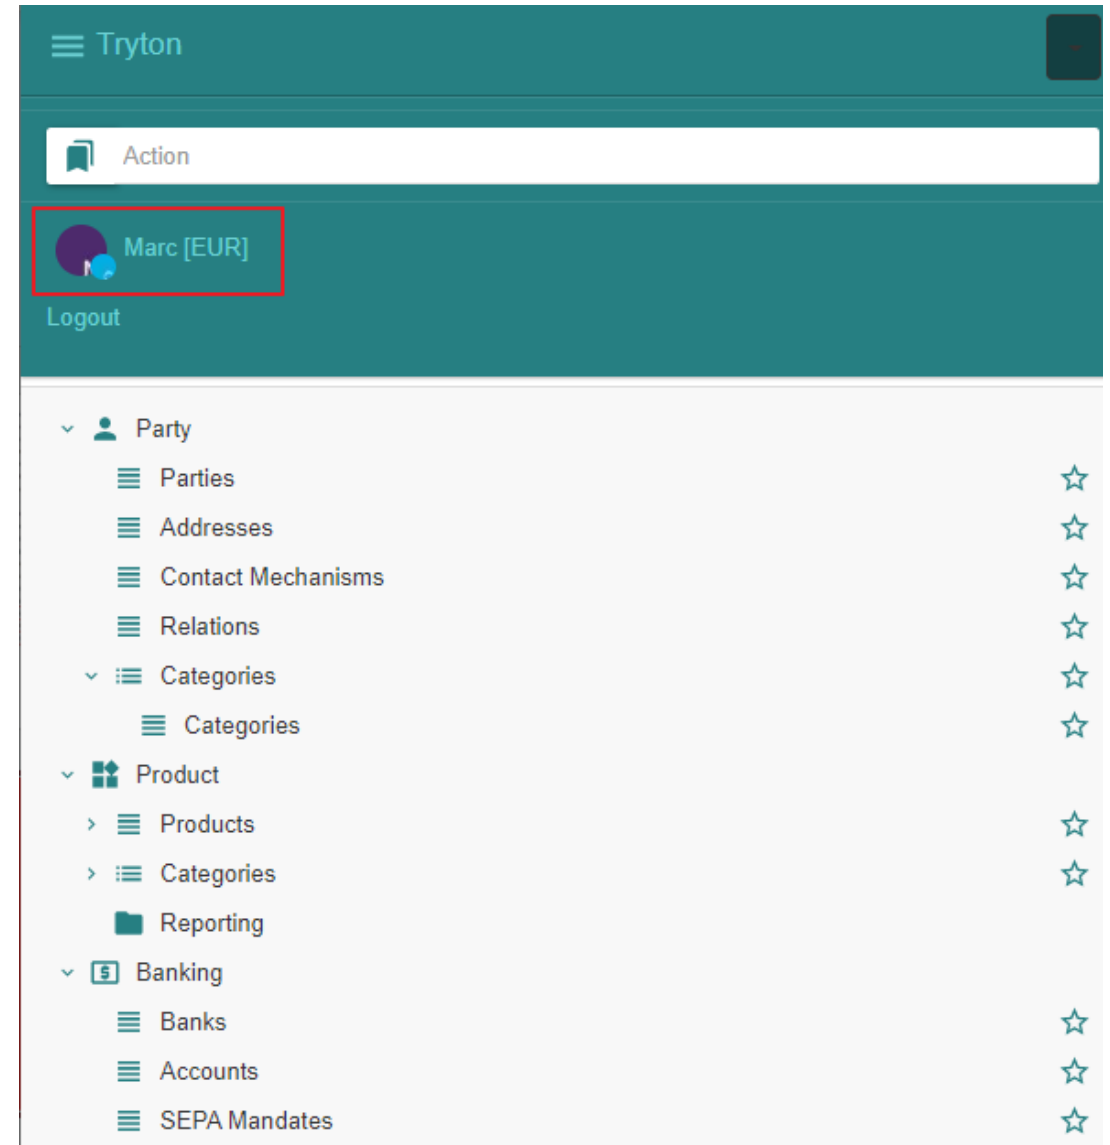 Tryton
Action
Marc [EUR]
Logout
Party
Parties
Addresses
Contact Mechanisms
Relations
Categories
Categories
Product
Products
Categories
Reporting
Banking
Banks
Accounts
SEPA Mandates